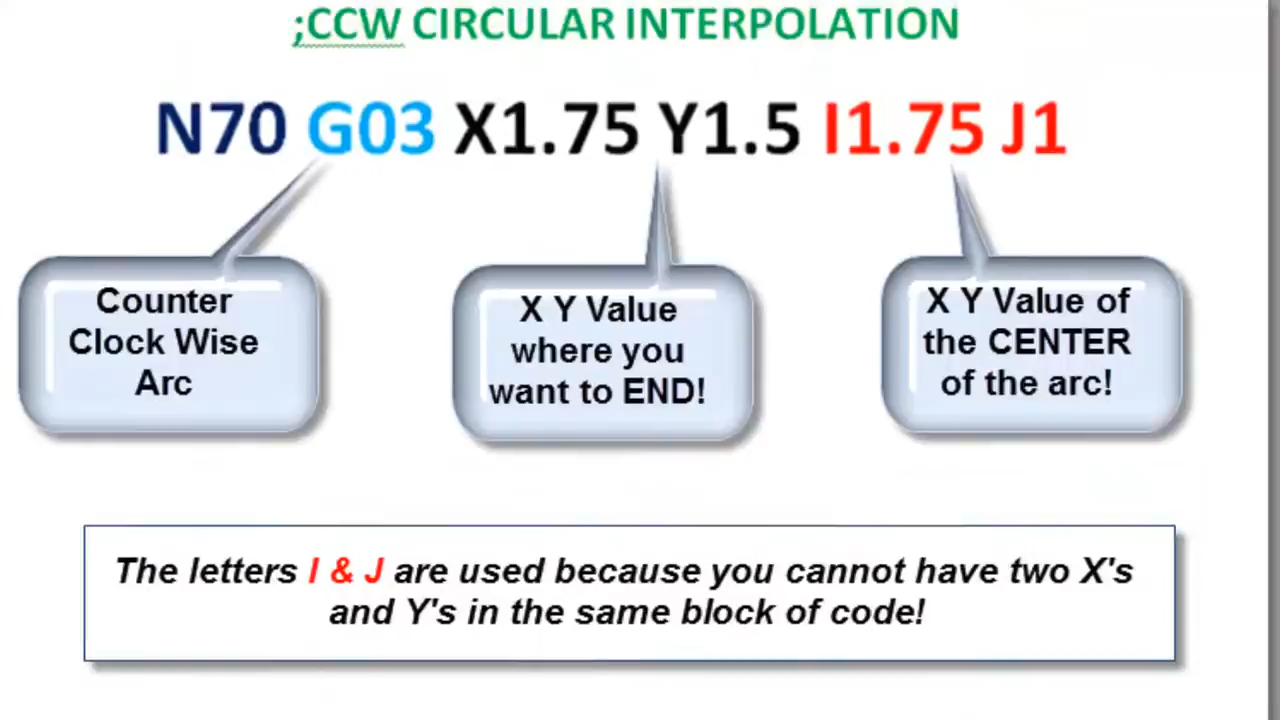 ;CCW CIRCULAR INTERPOLATION
N70 G03 X1.75 Y1.5 I1.75 J1
Counter
Clock Wise
Arc
X Y Value
where you
want to END!
X Y Value of
the CENTER
of the arc!
The letters I & J are used because you cannot have two X's
and Y's in the same block of code!